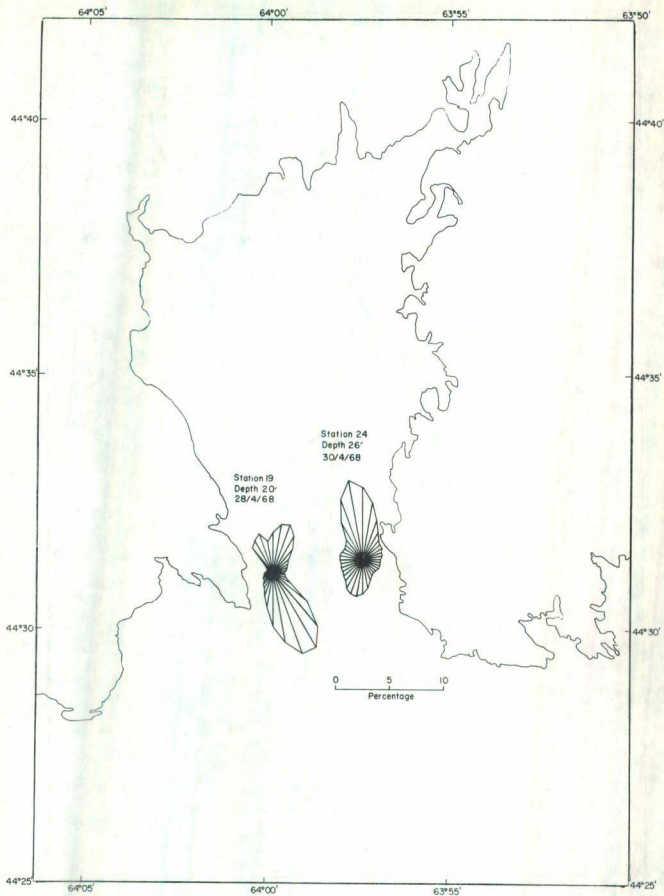 64°05' 64°00' 63°55' 63°50'
44°40' 44°40'
44°35' 44°35'
Station 24
Depth 26'
30/4/68
Station 19
Depth 20'
28/4/68
44°30' 44°30'
0 5 10
Percentage
44°25' 44°25'
64°05' 64°00' 63°55'